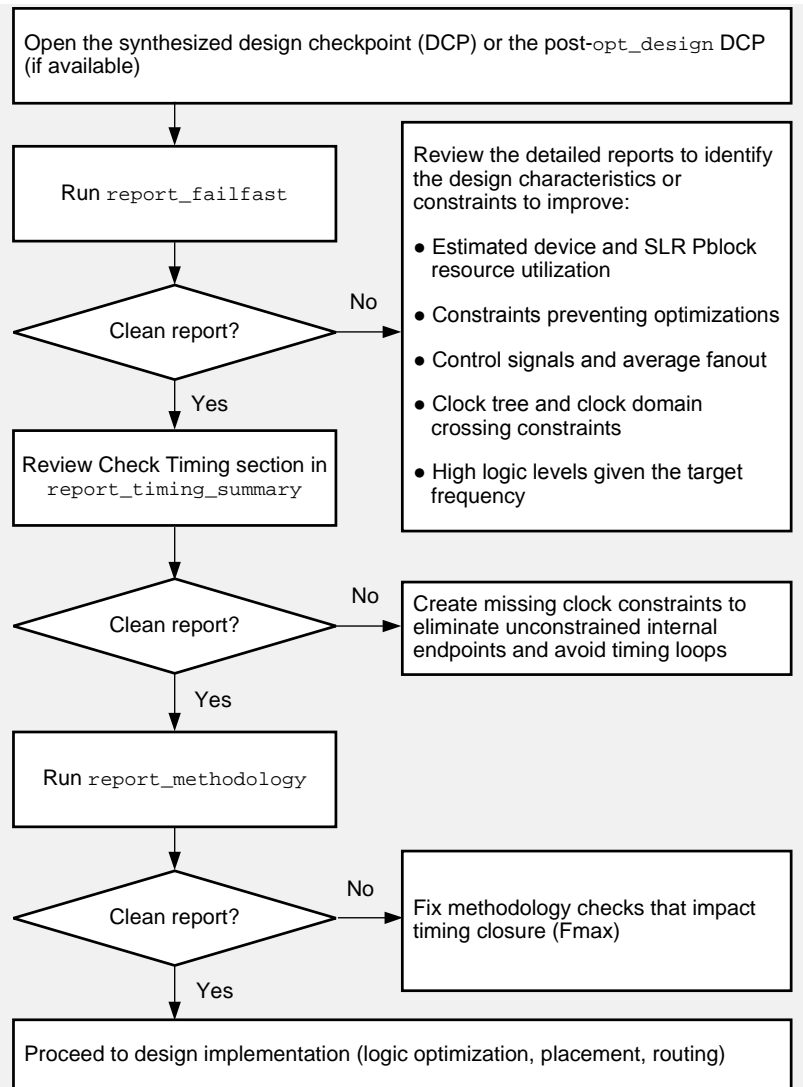 Open the synthesized design checkpoint (DCP) or the post-opt_design DCP
(if available)
Run report_failfast
Review the detailed reports to identify
the design characteristics or
constraints to improve:
● Estimated device and SLR Pblock
resource utilization
● Constraints preventing optimizations
● Control signals and average fanout
● Clock tree and clock domain
crossing constraints
● High logic levels given the target
frequency
Clean report?
No
Yes
Review Check Timing section in
report_timing_summary
Clean report?
No
Create missing clock constraints to
eliminate unconstrained internal
endpoints and avoid timing loops
Yes
Run report_methodology
Clean report?
No
Fix methodology checks that impact
timing closure (Fmax)
Yes
Proceed to design implementation (logic optimization, placement, routing)